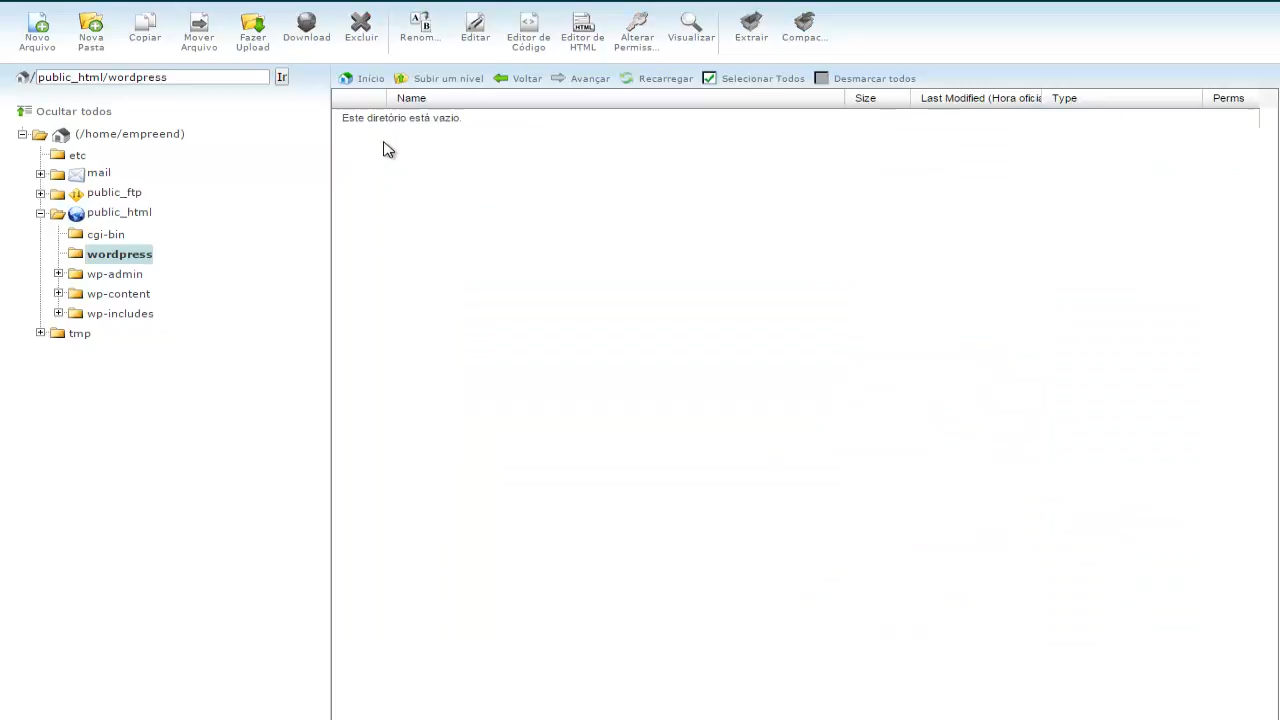 Novo Arquivo
Nova Pasta
Copiar
Mover Arquivo
Fazer Upload
Download
Excluir
Renom...
Editar
Editor de Código
Editor de HTML
Alterar Permiss...
Visualizar
Extrair
Compac...
/ public_html/wordpress Ir
Início Subir um nível Voltar Avançar Recarregar Selecionar Todos Desmarcar todos
Name Size Last Modified (Hora oficia Type Perms
Este diretório está vazio.
Ocultar todos
(/home/empreend)
etc
mail
public_ftp
public_html
cgi-bin
wordpress
wp-admin
wp-content
wp-includes
tmp